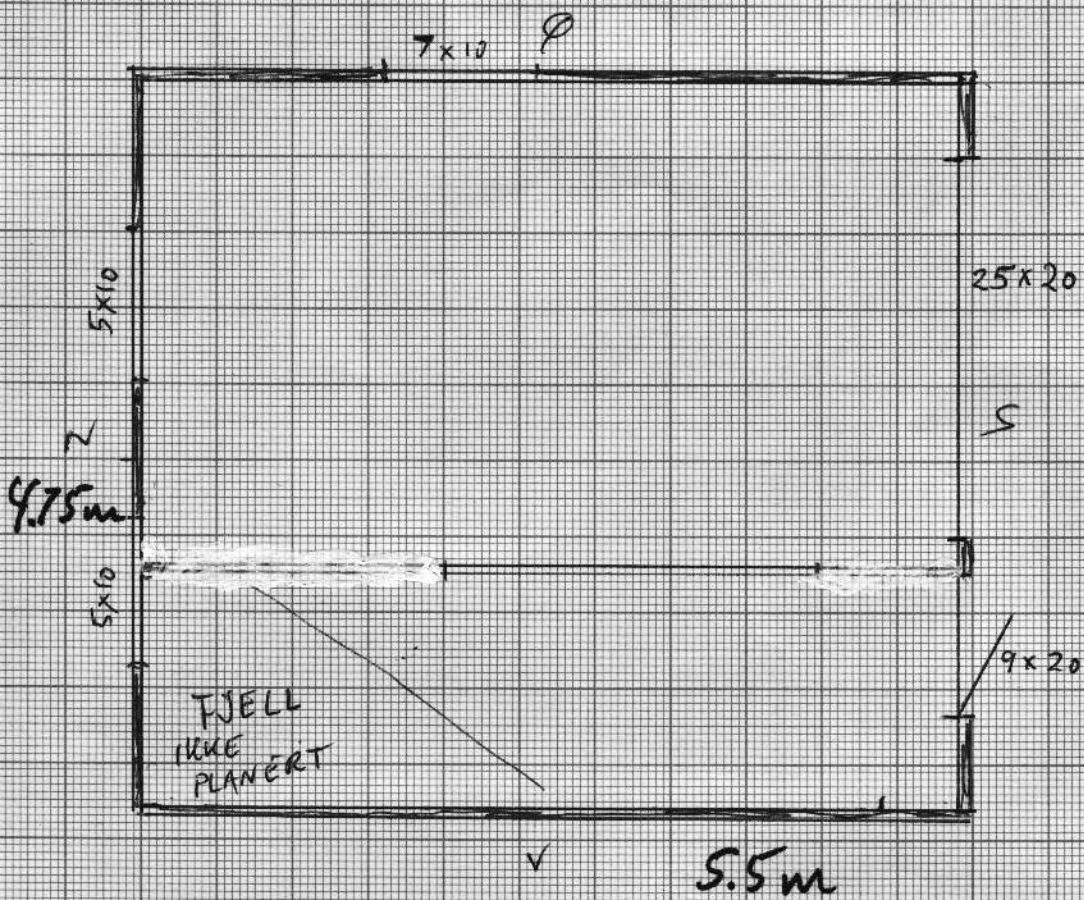 7x10
Ø
5x10
25x20
N
S
4.75m
5x10
9x20
FJELL
IKKE
PLANERT
V
5.5m